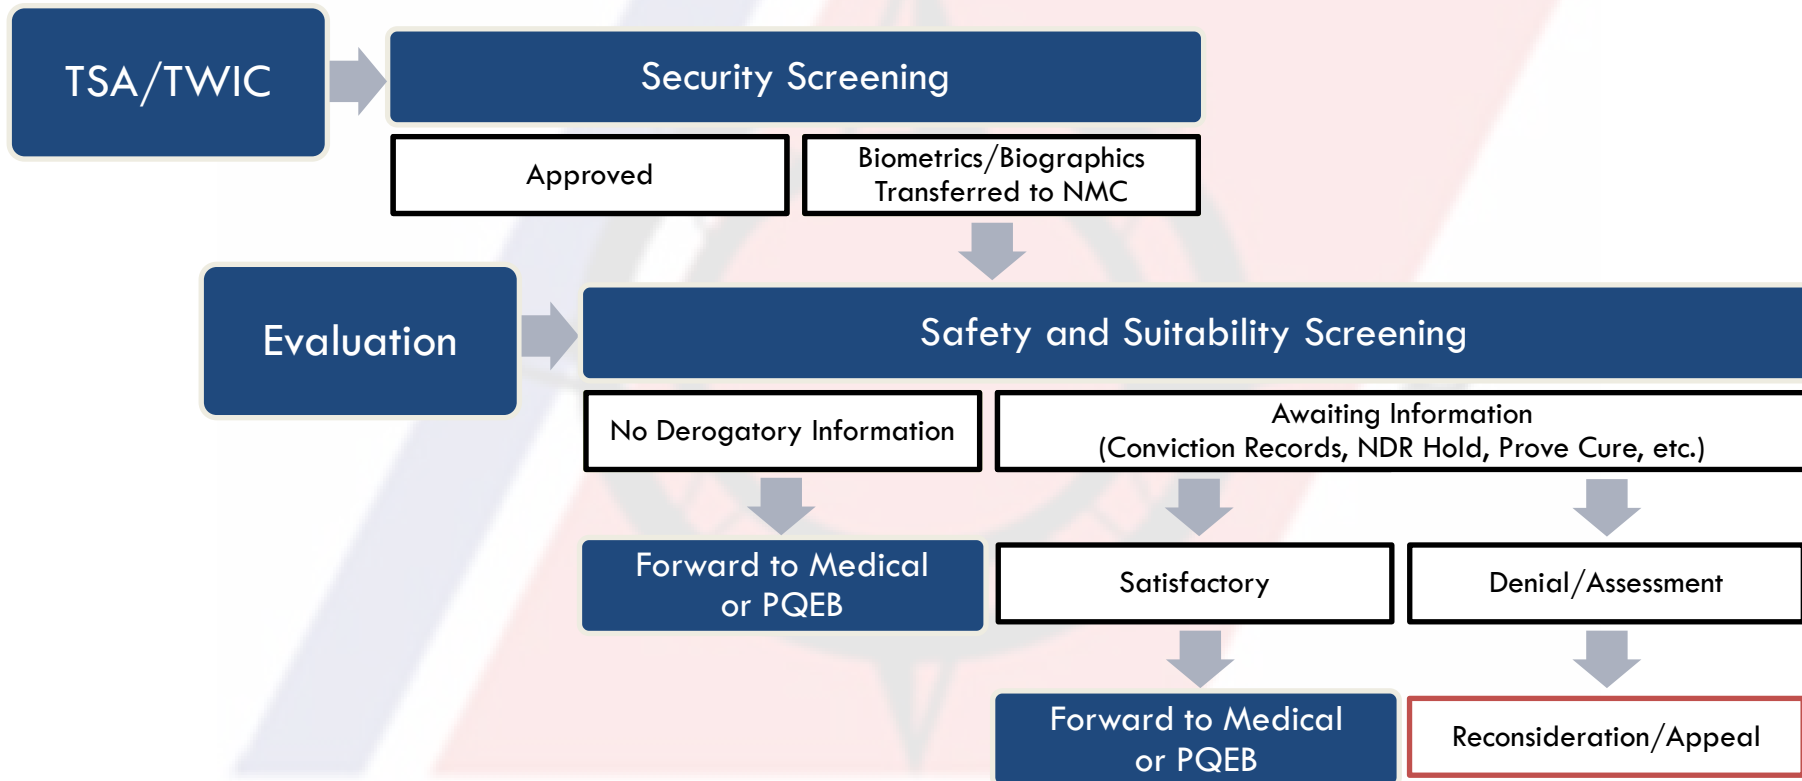 TSA/TWIC
Security Screening
Approved
Biometrics/Biographics
Transferred to NMC
Evaluation
Safety and Suitability Screening
No Derogatory Information
Awaiting Information
(Conviction Records, NDR Hold, Prove Cure, etc.)
Forward to Medical
or PQEB
Satisfactory
Denial/Assessment
Forward to Medical
or PQEB
Reconsideration/Appeal